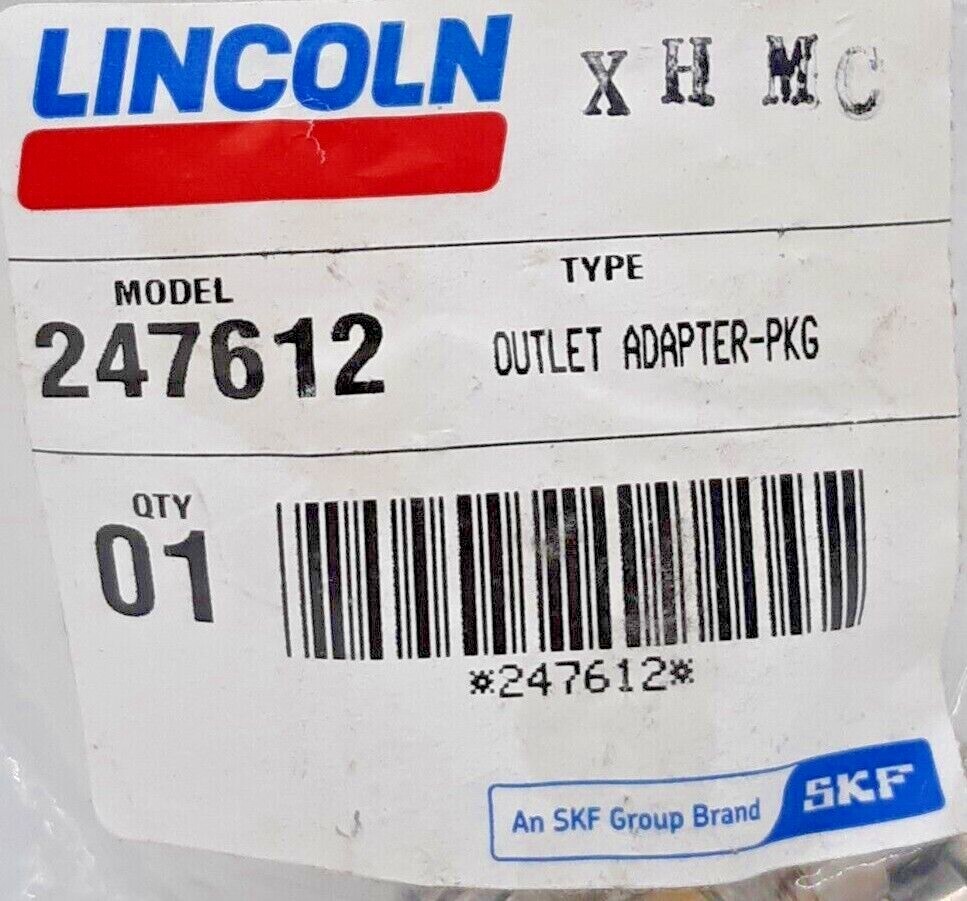 LINCOLN
X H M C
MODEL
247612
TYPE
OUTLET ADAPTER-PKG
QTY
01
*247612*
An SKF Group Brand
SKF